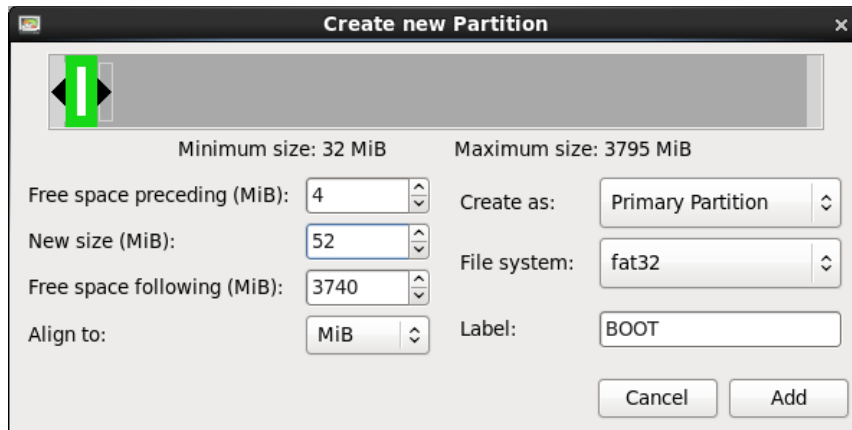 Create new Partition
Minimum size: 32 MiB Maximum size: 3795 MiB
Free space preceding (MiB): 4
Create as: Primary Partition
New size (MiB): 52
File system: fat32
Free space following (MiB): 3740
Align to: MiB
Label: BOOT
Cancel Add